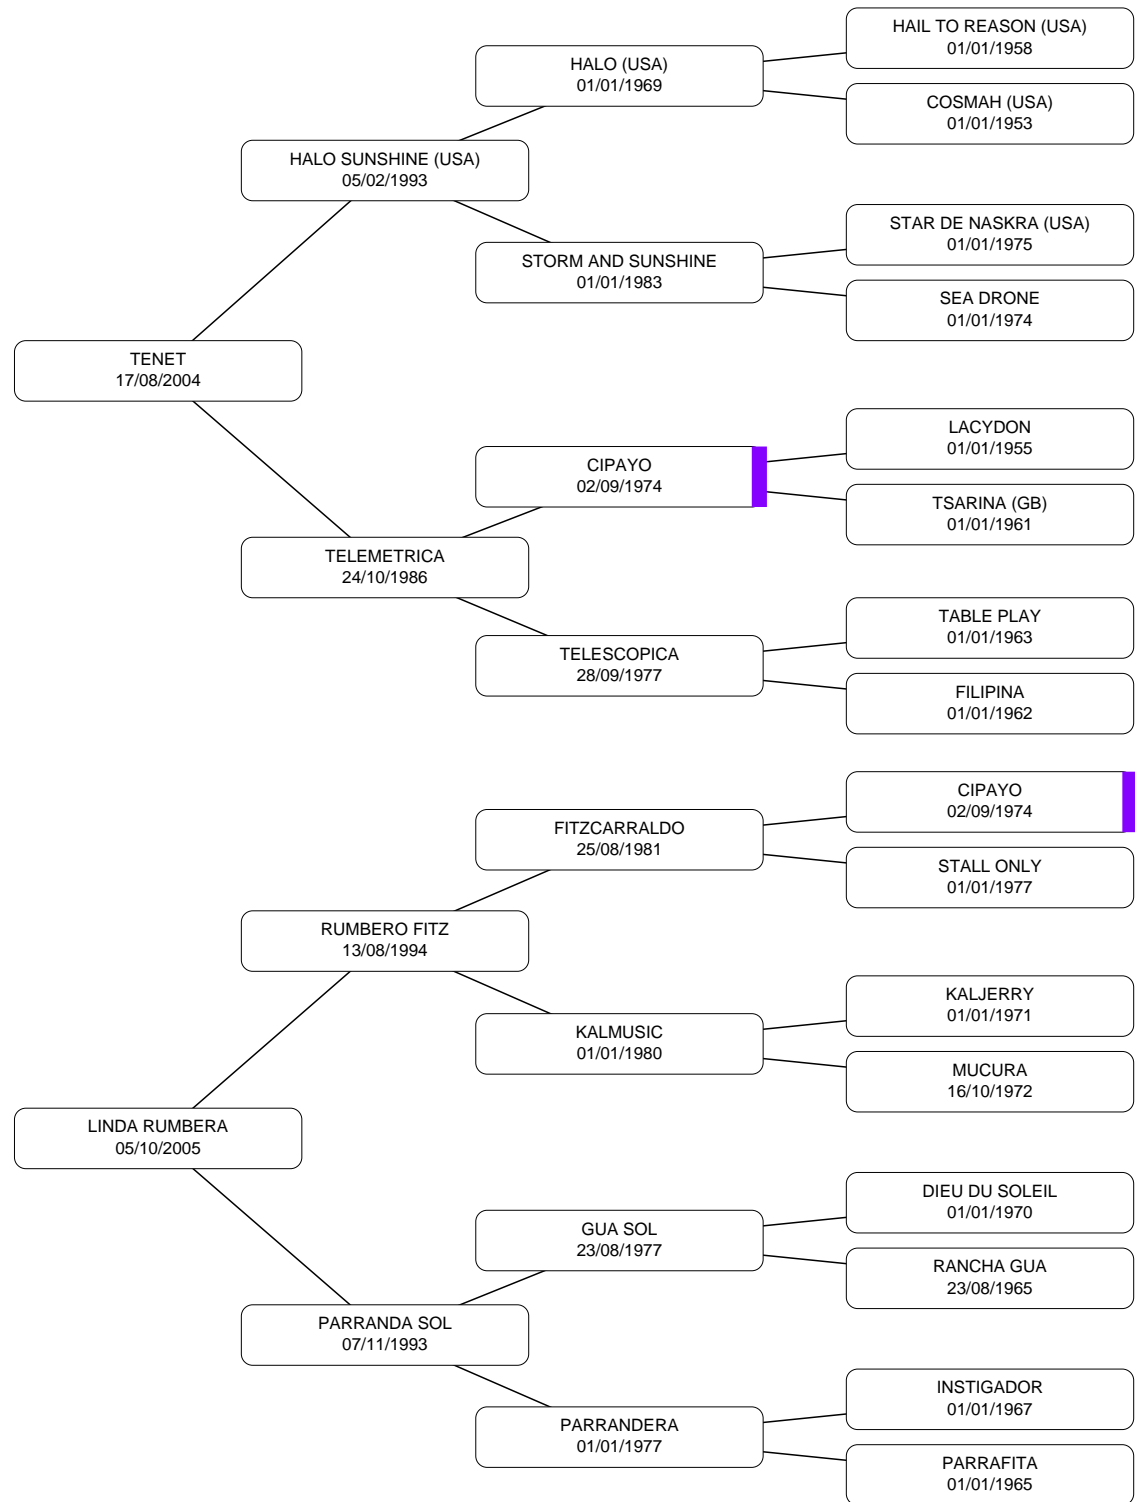 HAIL TO REASON (USA)
01/01/1958
HALO (USA)
01/01/1969
COSMAH (USA)
01/01/1953
HALO SUNSHINE (USA)
05/02/1993
STAR DE NASKRA (USA)
01/01/1975
STORM AND SUNSHINE
01/01/1983
SEA DRONE
01/01/1974
TENET
17/08/2004
LACYDON
01/01/1955
CIPAYO
02/09/1974
TSARINA (GB)
01/01/1961
TELEMETRICA
24/10/1986
TABLE PLAY
01/01/1963
TELESCOPICA
28/09/1977
FILIPINA
01/01/1962
CIPAYO
02/09/1974
FITZCARRALDO
25/08/1981
STALL ONLY
01/01/1977
RUMBERO FITZ
13/08/1994
KALJERRY
01/01/1971
KALMUSIC
01/01/1980
MUCURA
16/10/1972
LINDA RUMBERA
05/10/2005
DIEU DU SOLEIL
01/01/1970
GUA SOL
23/08/1977
RANCHA GUA
23/08/1965
PARRANDA SOL
07/11/1993
INSTIGADOR
01/01/1967
PARRANDERA
01/01/1977
PARRAFITA
01/01/1965